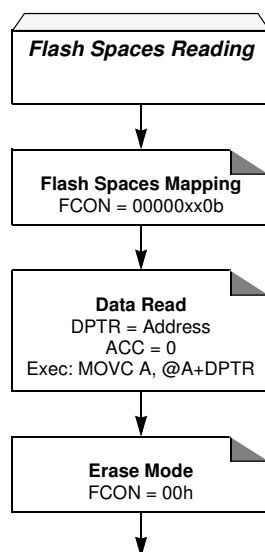 Flash Spaces Reading
Flash Spaces Mapping
FCON = 00000xx0b
Data Read
DPTR = Address
ACC = 0
Exec: MOVC A, @A+DPTR
Erase Mode
FCON = 00h